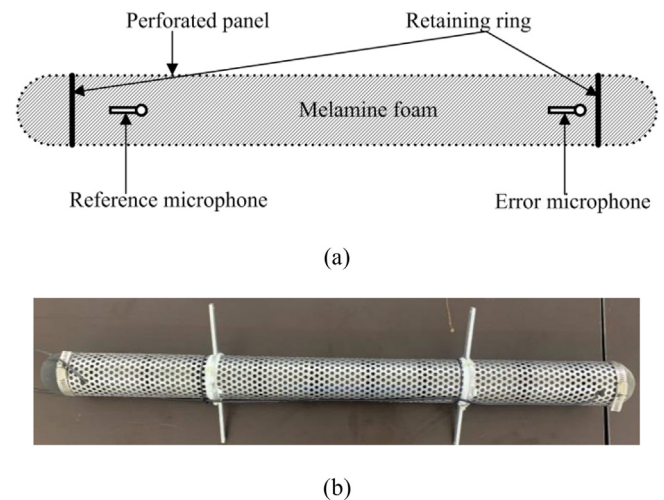 Perforated panel
Retaining ring
Melamine foam
Reference microphone
Error microphone
(a)
(b)